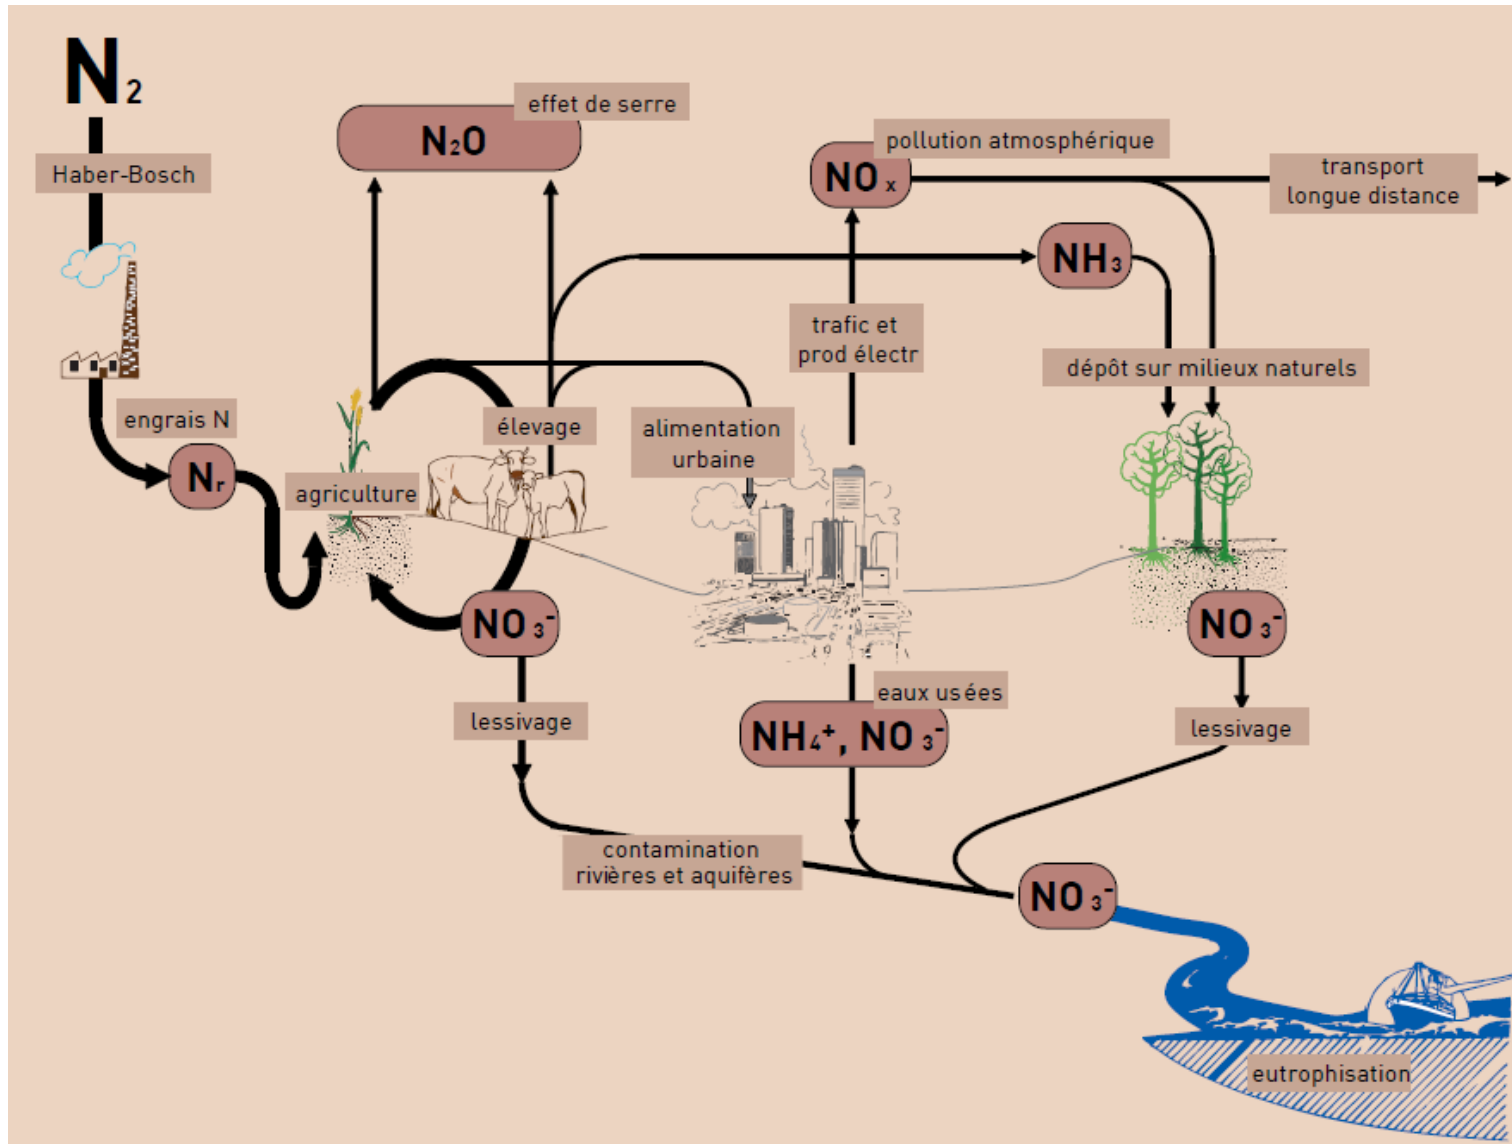 N₂
effet de serre
N₂O
pollution atmosphérique
Haber-Bosch
NOₓ
transport
longue distance
NH₃
trafic et
prod électr
dépôt sur milieux naturels
engrais N
élevage
alimentation
urbaine
Nᵣ
agriculture
NO₃⁻
NO₃⁻
eaux usées
lessivage
NH₄⁺, NO₃⁻
lessivage
contamination
rivières et aquifères
NO₃⁻
eutrophisation